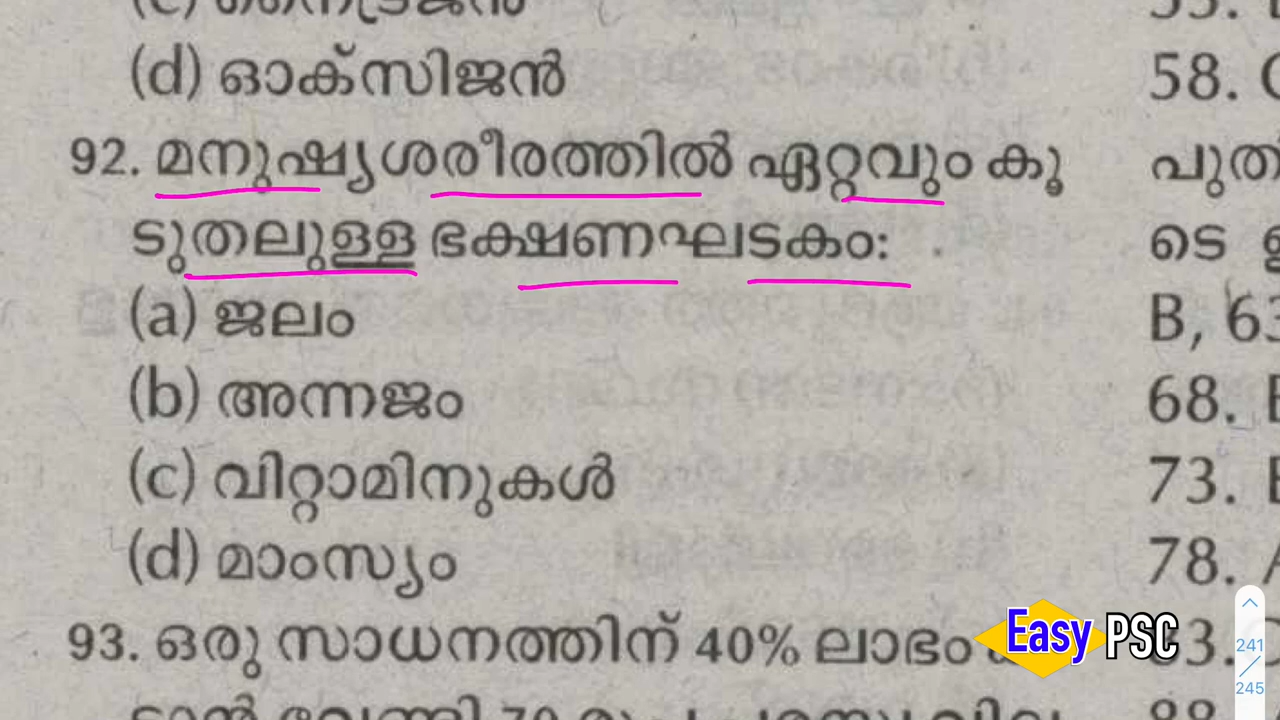 (d) ഓക്സിജൻ
92. മനുഷ്യശരീരത്തിൽ ഏറ്റവും കൂ
ടുതലുള്ള ഭക്ഷണഘടകം:
(a) ജലം
(b) അന്നജം
(c) വിറ്റാമിനുകൾ
(d) മാംസ്യം
93. ഒരു സാധനത്തിന് 40% ലാഭം
58.
പുതി
ടെ
B, 63
68.
73.
78.
Easy PSC
241
245